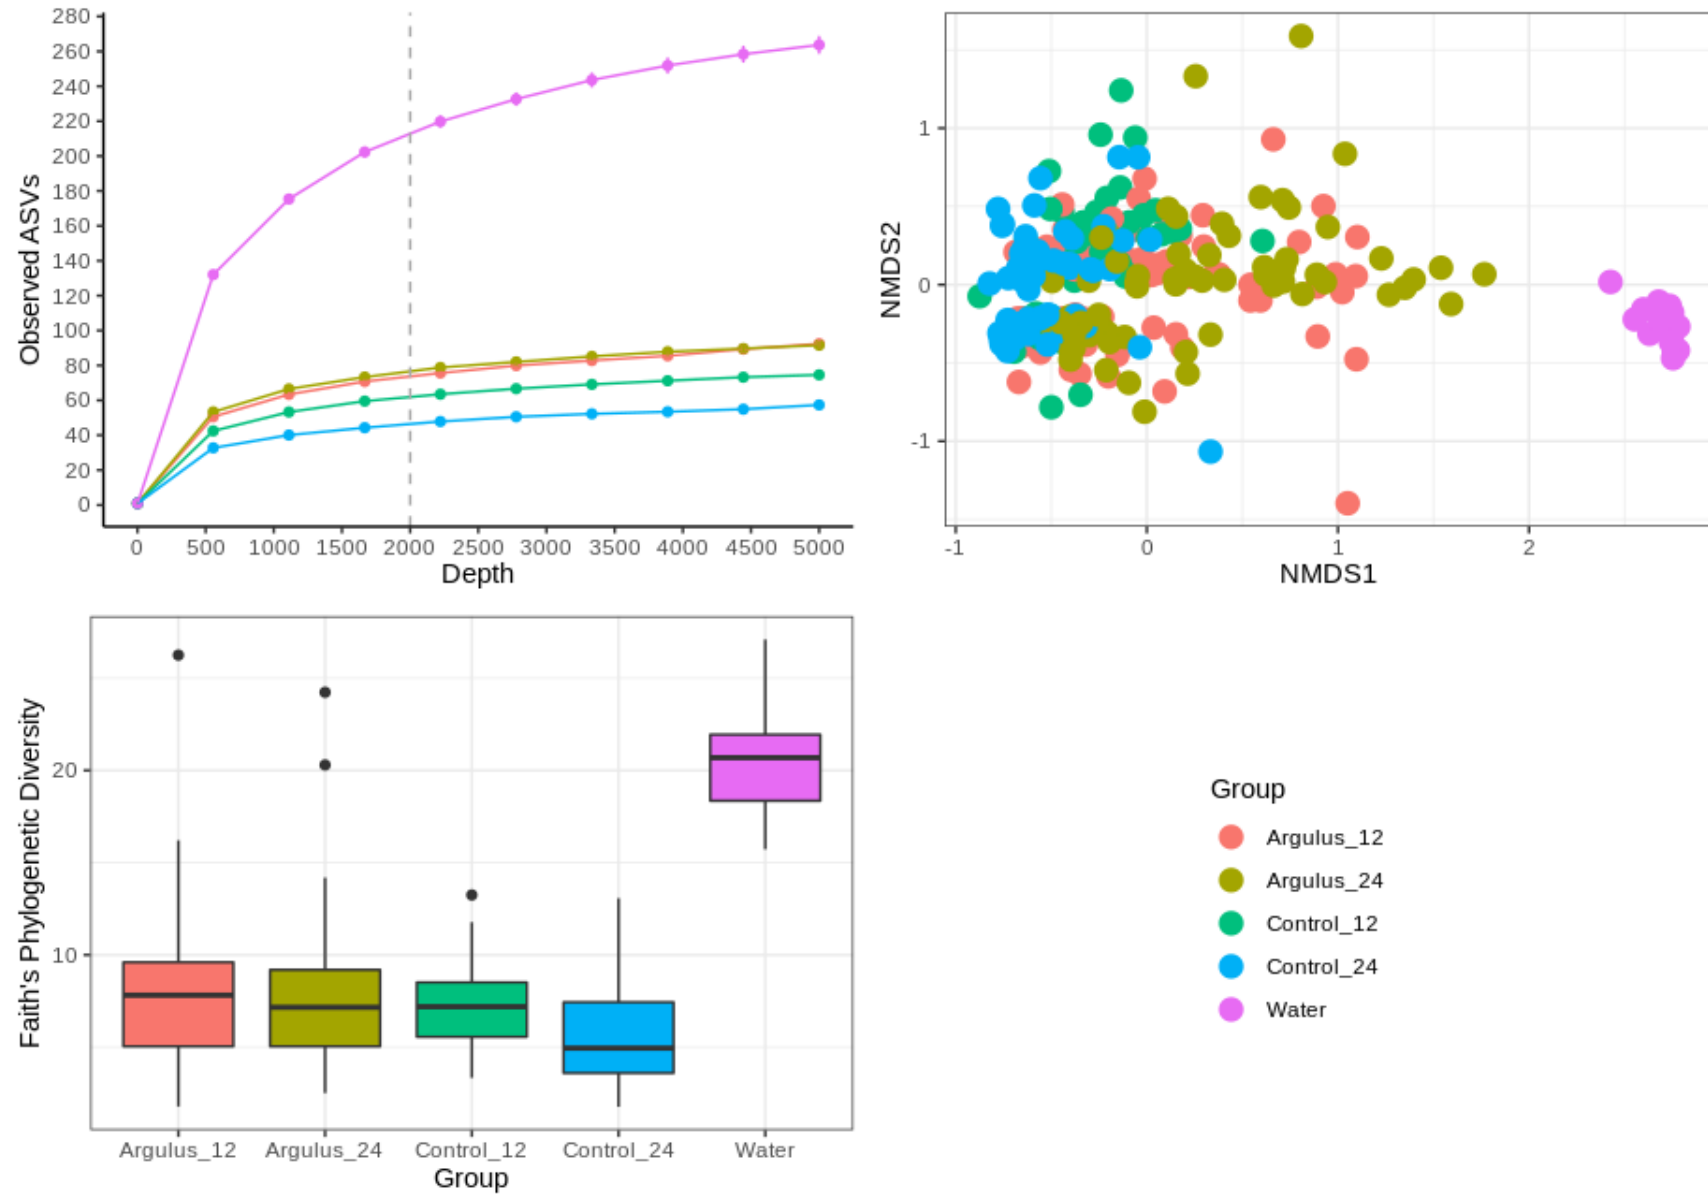 280
260
240
220
200
180
160
140
120
100
80
60
40
20
0
Observed ASVs
0 500 1000 1500 2000 2500 3000 3500 4000 4500 5000
Depth
1
0
-1
NMDS2
-1 0 1 2
NMDS1
20
10
Faith's Phylogenetic Diversity
Argulus_12 Argulus_24 Control_12 Control_24 Water
Group
Group
Argulus_12
Argulus_24
Control_12
Control_24
Water